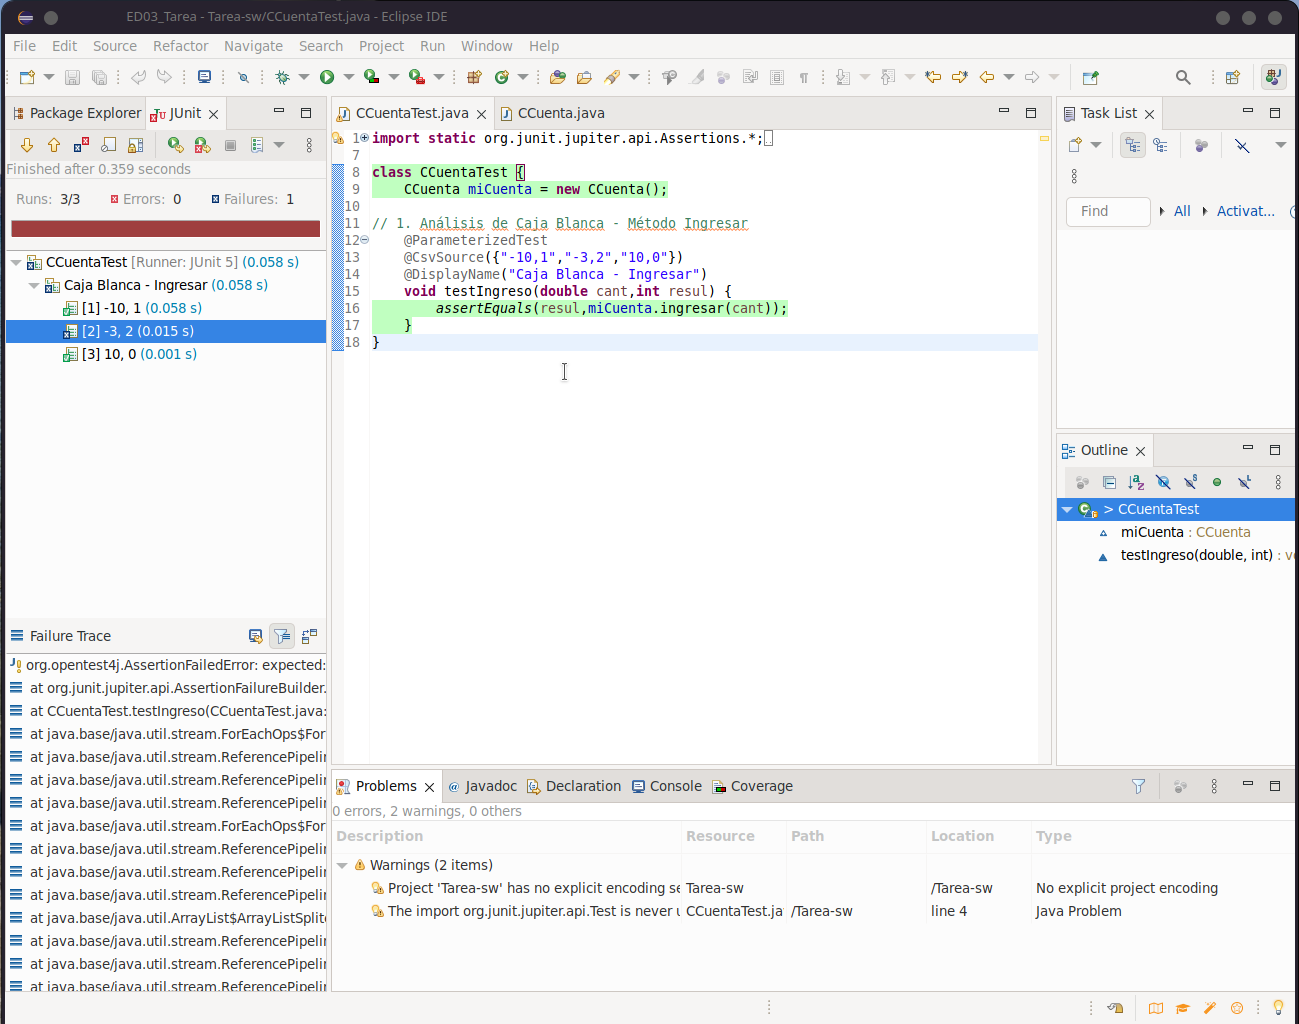 ED03_Tarea - Tarea-sw/CCuentaTest.java - Eclipse IDE
File Edit Source Refactor Navigate Search Project Run Window Help
Package Explorer
JUnit
Finished after 0.359 seconds
Runs: 3/3 Errors: 0 Failures: 1
CCuentaTest [Runner: JUnit 5] (0.058 s)
Caja Blanca - Ingresar (0.058 s)
[1] -10, 1 (0.058 s)
[2] -3, 2 (0.015 s)
[3] 10, 0 (0.001 s)
Failure Trace
org.opentest4j.AssertionFailedError: expected:
at org.junit.jupiter.api.AssertionFailureBuilder.
at CCuentaTest.testIngreso(CCuentaTest.java:
at java.base/java.util.stream.ForEachOps$For
at java.base/java.util.stream.ReferencePipelin
at java.base/java.util.stream.ReferencePipelin
at java.base/java.util.stream.ReferencePipelin
at java.base/java.util.stream.ForEachOps$For
at java.base/java.util.stream.ReferencePipelin
at java.base/java.util.stream.ReferencePipelin
at java.base/java.util.stream.ReferencePipelin
at java.base/java.util.ArrayList$ArrayListSplite
at java.base/java.util.stream.ReferencePipelin
at java.base/java.util.stream.ReferencePipelin
at java.base/java.util.stream.ReferencePipelin
CCuentaTest.java
CCuenta.java
1 import static org.junit.jupiter.api.Assertions.*;
7
8 class CCuentaTest {
9 CCuenta miCuenta = new CCuenta();
10
11 // 1. Análisis de Caja Blanca - Método Ingresar
12 @ParameterizedTest
13 @CsvSource({"-10,1","-3,2","10,0"})
14 @DisplayName("Caja Blanca - Ingresar")
15 void testIngreso(double cant,int resul) {
16 assertEquals(resul,miCuenta.ingresar(cant));
17 }
18 }
Task List
Find
All
Activat...
Outline
> CCuentaTest
miCuenta : CCuenta
testIngreso(double, int) : v
Problems
@ Javadoc
Declaration
Console
Coverage
0 errors, 2 warnings, 0 others
Description Resource Path Location Type
Warnings (2 items)
Project 'Tarea-sw' has no explicit encoding se Tarea-sw /Tarea-sw No explicit project encoding
The import org.junit.jupiter.api.Test is never u CCuentaTest.ja /Tarea-sw line 4 Java Problem